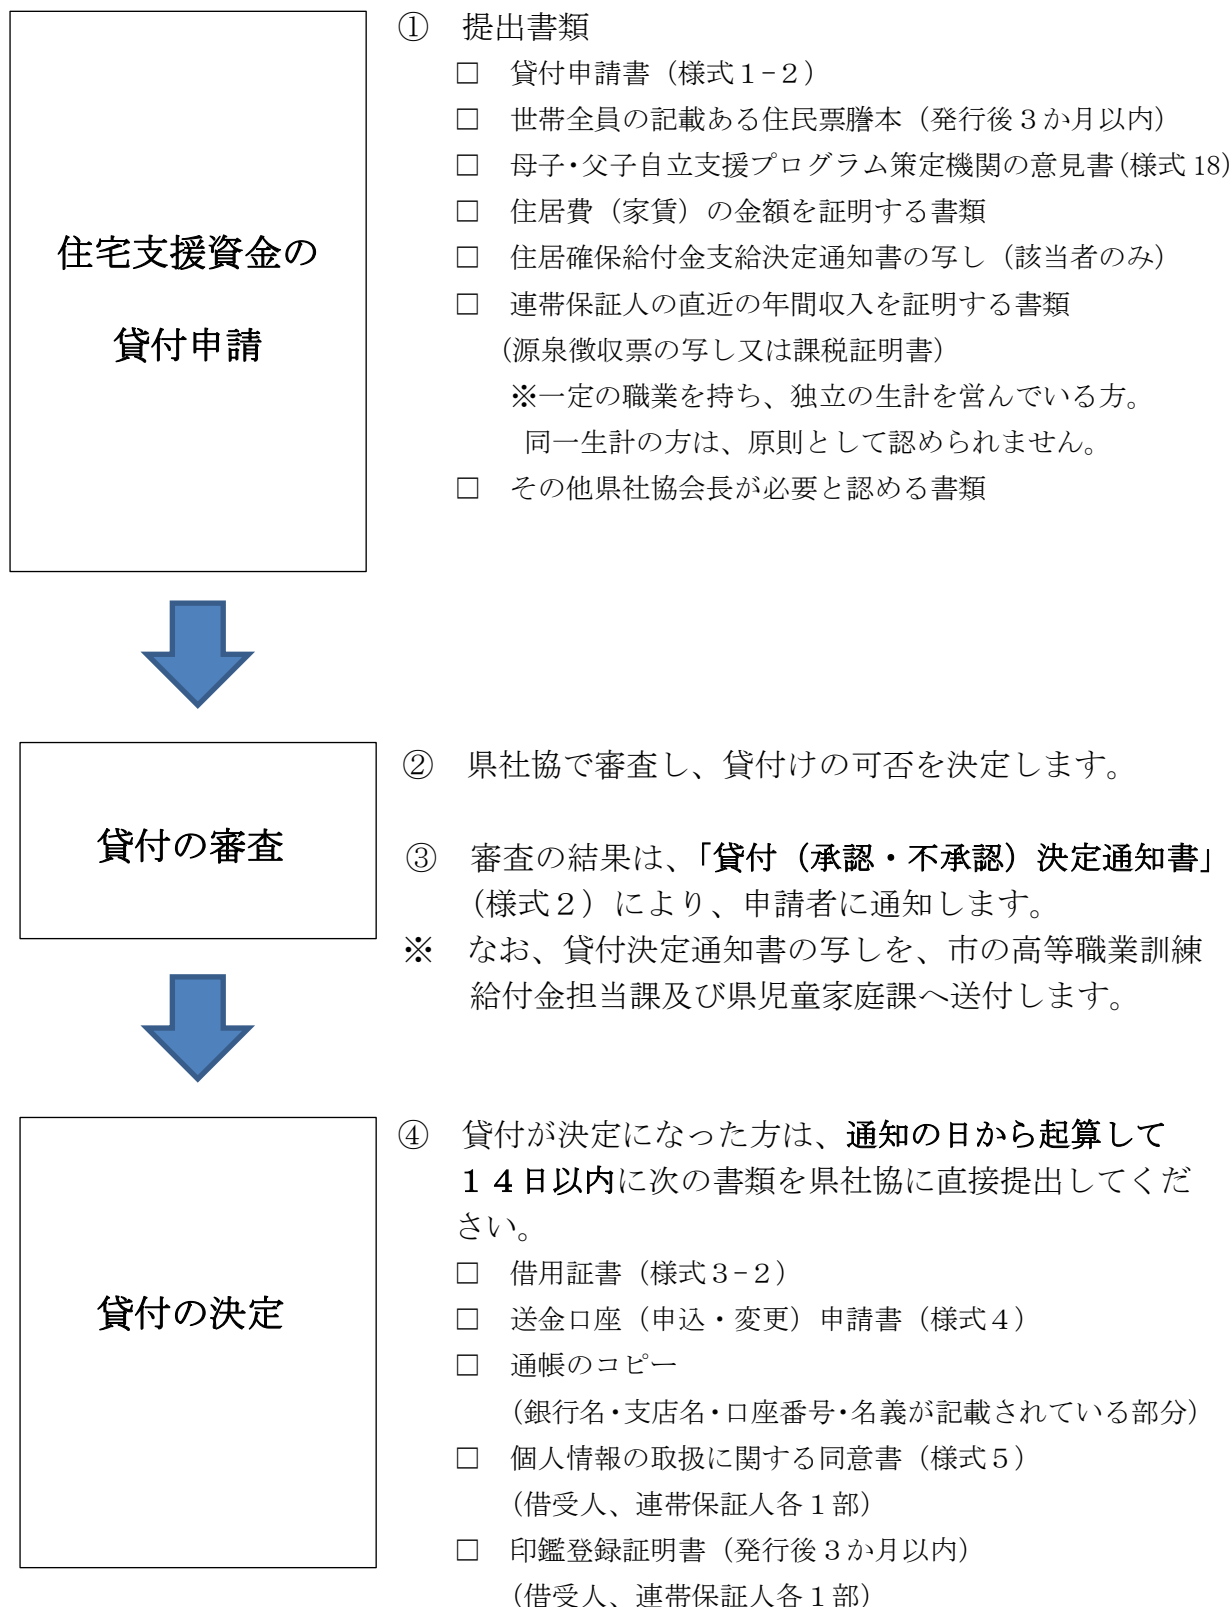 住宅支援資金の
貸付申請
① 提出書類
□ 貸付申請書（様式１−２）
□ 世帯全員の記載ある住民票謄本（発行後３か月以内）
□ 母子・父子自立支援プログラム策定機関の意見書（様式 18）
□ 住居費（家賃）の金額を証明する書類
□ 住居確保給付金支給決定通知書の写し（該当者のみ）
□ 連帯保証人の直近の年間収入を証明する書類
（源泉徴収票の写し又は課税証明書）
※一定の職業を持ち、独立の生計を営んでいる方。
同一生計の方は、原則として認められません。
□ その他県社協会長が必要と認める書類
貸付の審査
② 県社協で審査し、貸付けの可否を決定します。
③ 審査の結果は、「貸付（承認・不承認）決定通知書」
（様式２）により、申請者に通知します。
※ なお、貸付決定通知書の写しを、市の高等職業訓練
給付金担当課及び県児童家庭課へ送付します。
貸付の決定
④ 貸付が決定になった方は、通知の日から起算して
１４日以内に次の書類を県社協に直接提出してくだ
さい。
□ 借用証書（様式３−２）
□ 送金口座（申込・変更）申請書（様式４）
□ 通帳のコピー
（銀行名・支店名・口座番号・名義が記載されている部分）
□ 個人情報の取扱に関する同意書（様式５）
（借受人、連帯保証人各１部）
□ 印鑑登録証明書（発行後３か月以内）
（借受人、連帯保証人各１部）